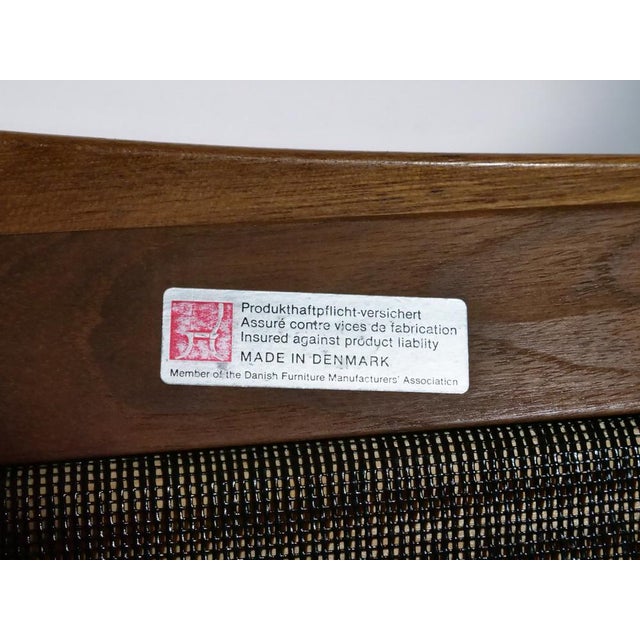 Produkthaftpflicht-versichert
Assuré contre vices de fabrication
Insured against product liablity
MADE IN DENMARK
Member of the Danish Furniture Manufacturers' Association